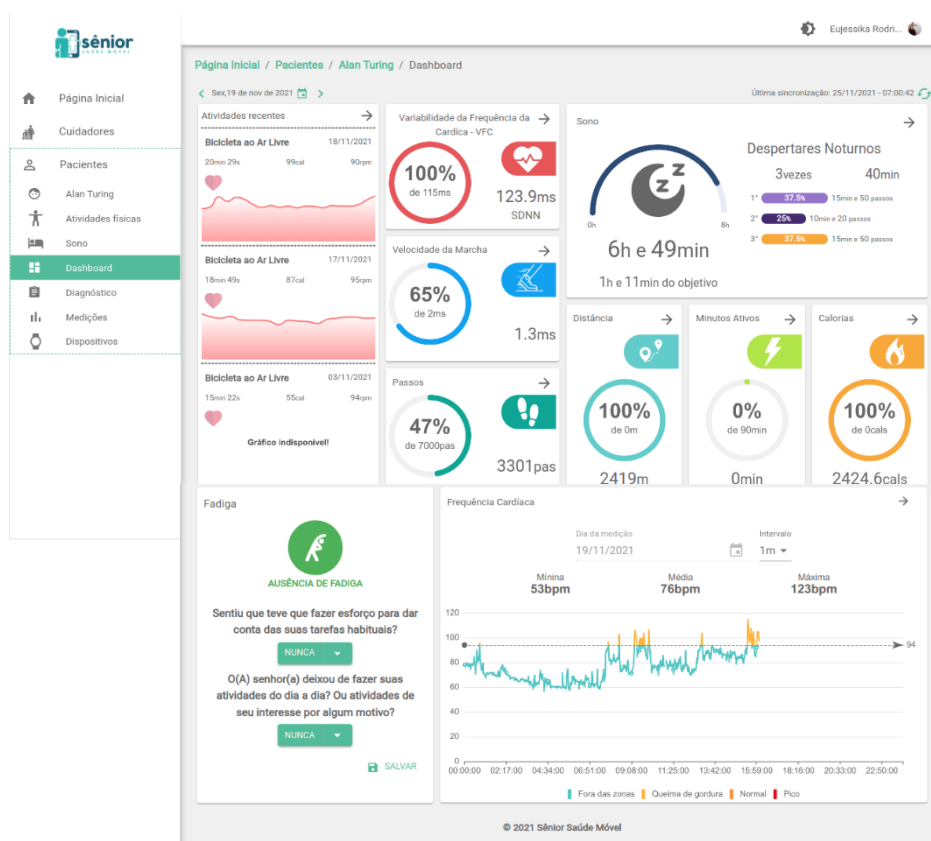 sênior
SAÚDE MÓVEL
Eujessika Rodri...
Página Inicial
Cuidadores
Pacientes
Alan Turing
Atividades físicas
Sono
Dashboard
Diagnóstico
Medições
Dispositivos
Página Inicial / Pacientes / Alan Turing / Dashboard
Sex,19 de nov de 2021
Última sincronização: 25/11/2021 - 07:00:42
Atividades recentes
Bicicleta ao Ar Livre 18/11/2021
20min 29s 99cal 90rpm
Bicicleta ao Ar Livre 17/11/2021
18min 49s 87cal 95rpm
Bicicleta ao Ar Livre 03/11/2021
15min 22s 55cal 94rpm
Gráfico indisponível!
Variabilidade da Frequência da
Cardíca - VFC
100%
de 115ms
123.9ms
SDNN
Velocidade da Marcha
65%
de 2ms
1.3ms
Passos
47%
de 7000pas
3301pas
Sono
0h
8h
6h e 49min
1h e 11min do objetivo
Despertares Noturnos
3vezes 40min
1° 37.5% 15min e 50 passos
2° 25% 10min e 20 passos
3° 37.5% 15min e 50 passos
Distância
100%
de 0m
2419m
Minutos Ativos
0%
de 90min
0min
Calorias
100%
de 0cals
2424.6cals
Fadiga
AUSÊNCIA DE FADIGA
Sentiu que teve que fazer esforço para dar
conta das suas tarefas habituais?
NUNCA
O(A) senhor(a) deixou de fazer suas
atividades do dia a dia? Ou atividades de
seu interesse por algum motivo?
NUNCA
SALVAR
Frequência Cardíaca
Dia da medição
19/11/2021
Intervalo
1m
Mínina Média Máxima
53bpm 76bpm 123bpm
120
100
94
80
60
40
20
0
00:00:00 02:17:00 04:34:00 06:51:00 09:08:00 11:25:00 13:42:00 15:59:00 18:16:00 20:33:00 22:50:00
Fora das zonas Queima de gordura Normal Pico
© 2021 Sênior Saúde Móvel